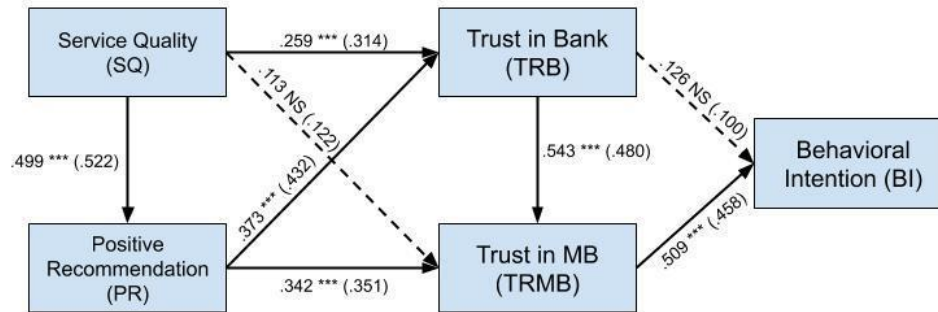 Service Quality
(SQ)
.259 *** (.314)
Trust in Bank
(TRB)
.113 NS (.122)
.126 NS (.100)
.499 *** (.522)
.373 *** (.432)
.543 *** (.480)
Behavioral
Intention (BI)
Positive
Recommendation
(PR)
.342 *** (.351)
Trust in MB
(TRMB)
.509 *** (.458)